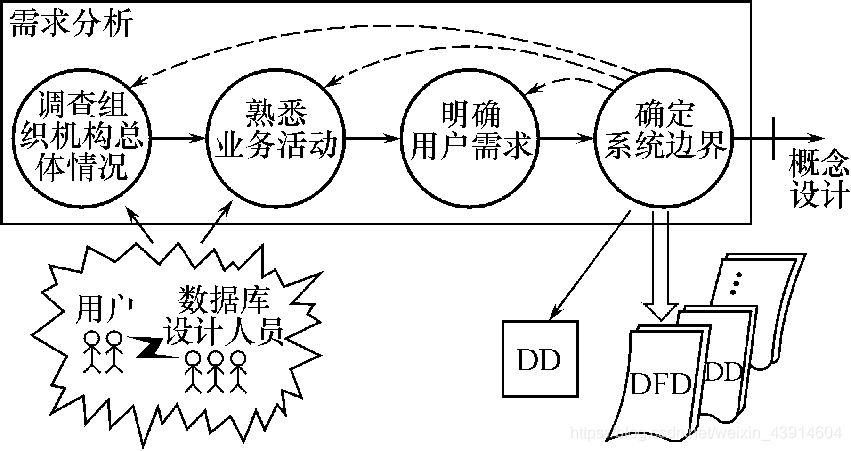 需求分析
调查组
织机构总
体情况
熟悉
业务活动
明确
用户需求
确定
系统边界
概念
设计
用户
数据库
设计人员
DD
DFD
DD
https://blog.csdn.net/weixin_43914604